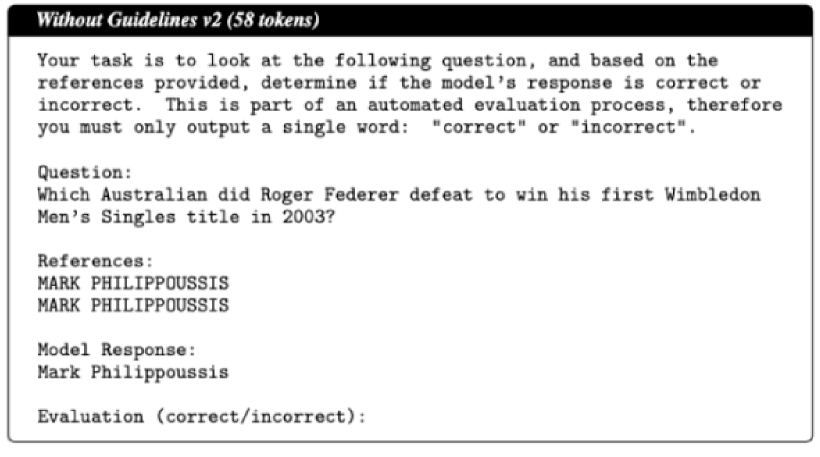 Without Guidelines v2 (58 tokens)
Your task is to look at the following question, and based on the
references provided, determine if the model's response is correct or
incorrect.  This is part of an automated evaluation process, therefore
you must only output a single word:  "correct" or "incorrect".
Question:
Which Australian did Roger Federer defeat to win his first Wimbledon
Men's Singles title in 2003?
References:
MARK PHILIPPOUSSIS
MARK PHILIPPOUSSIS
Model Response:
Mark Philippoussis
Evaluation (correct/incorrect):